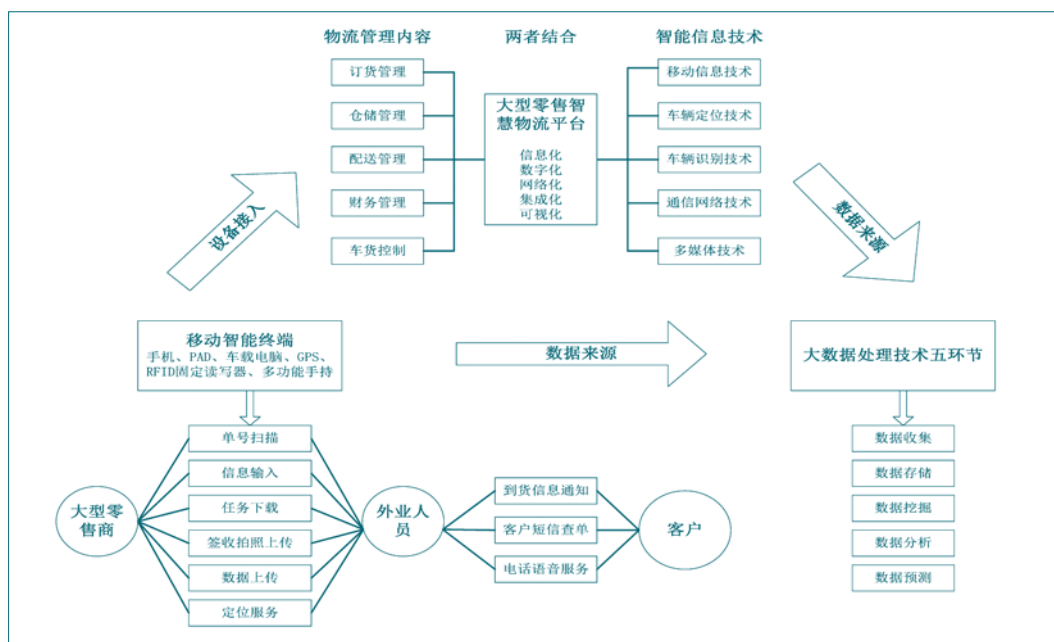 物流管理内容
两者结合
智能信息技术
订货管理
仓储管理
配送管理
财务管理
车货控制
大型零售智
慧物流平台
信息化
数字化
网络化
集成化
可视化
移动信息技术
车辆定位技术
车辆识别技术
通信网络技术
多媒体技术
设备接入
数据来源
移动智能终端
手机、PAD、车载电脑、GPS、
RFID固定读写器、多功能手持
数据来源
大数据处理技术五环节
大型零
售商
单号扫描
信息输入
任务下载
签收拍照上传
数据上传
定位服务
外业人
员
到货信息通知
客户短信查单
电话语音服务
客户
数据收集
数据存储
数据挖掘
数据分析
数据预测